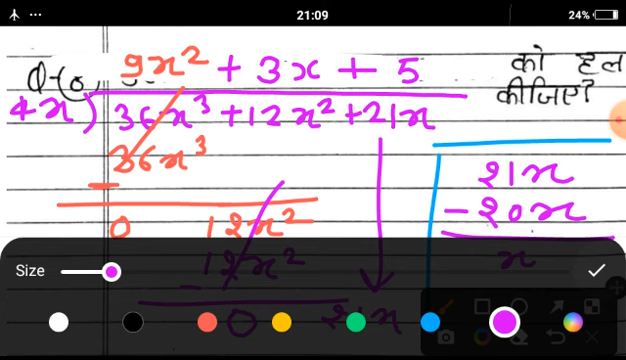 21:09
24%
9x² + 3x + 5
को हल कीजिए?
4x) 36x³ + 12x² + 21x
36x³
0 12x²
- 12x²
0 21x
21x
- 20x
x
Size